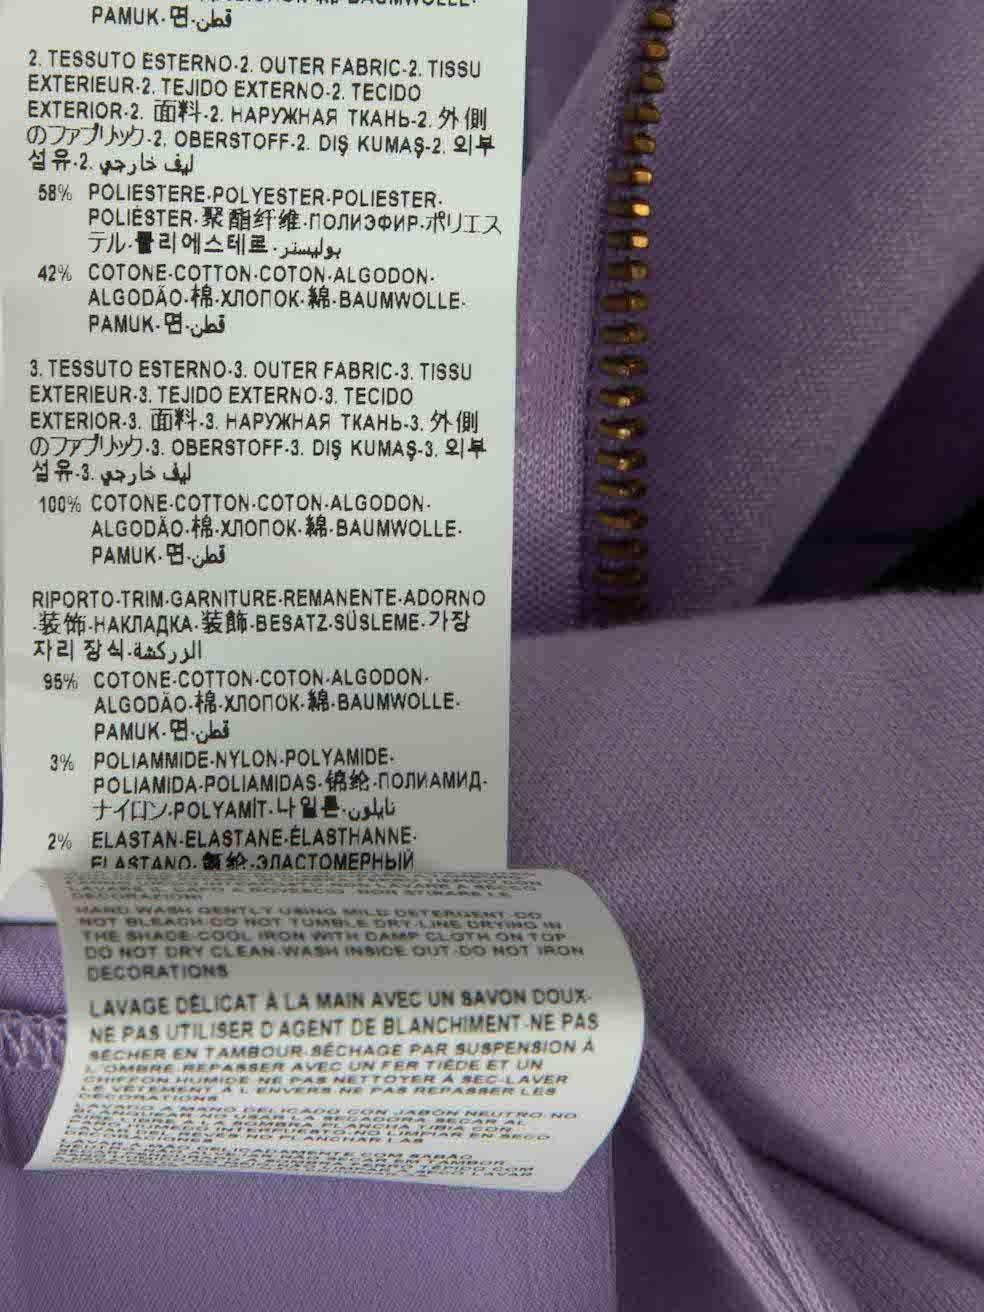 PAMUK·면·قطن
2. TESSUTO ESTERNO·2. OUTER FABRIC·2. TISSU
EXTERIEUR·2. TEJIDO EXTERNO·2. TECIDO
EXTERIOR·2. 面料·2. НАРУЖНАЯ ТКАНЬ·2. 外側
のファブリック·2. OBERSTOFF·2. DIŞ KUMAŞ·2. 외부
섬유·2. ليف خارجي
58% POLIESTERE·POLYESTER·POLIESTER·
POLIÉSTER·聚酯纤维·ПОЛИЭФИР·ポリエス
テル·폴리에스테르·بوليستر
42% COTONE·COTTON·COTON·ALGODON·
ALGODÃO·棉·ХЛОПОК·綿·BAUMWOLLE·
PAMUK·면·قطن
3. TESSUTO ESTERNO·3. OUTER FABRIC·3. TISSU
EXTERIEUR·3. TEJIDO EXTERNO·3. TECIDO
EXTERIOR·3. 面料·3. НАРУЖНАЯ ТКАНЬ·3. 外側
のファブリック·3. OBERSTOFF·3. DIŞ KUMAŞ·3. 외부
섬유·3. ليف خارجي
100% COTONE·COTTON·COTON·ALGODON·
ALGODÃO·棉·ХЛОПОК·綿·BAUMWOLLE·
PAMUK·면·قطن
RIPORTO·TRIM·GARNITURE·REMANENTE·ADORNO
·装饰·НАКЛАДКА·装飾·BESATZ·SÜSLEME·가장
자리 장식·الزركشة
95% COTONE·COTTON·COTON·ALGODON·
ALGODÃO·棉·ХЛОПОК·綿·BAUMWOLLE·
PAMUK·면·قطن
3% POLIAMMIDE·NYLON·POLYAMIDE·
POLIAMIDA·POLIAMIDAS·锦纶·ПОЛИАМИД·
ナイロン·POLYAMİT·나일론·نايلون
2% ELASTAN·ELASTANE·ÉLASTHANNE·
ELASTANO·氨纶·ЭЛАСТОМЕРНЫЙ
DECORAZIONI
HAND WASH GENTLY USING MILD DETERGENT·DO
NOT BLEACH·DO NOT TUMBLE DRY·LINE DRYING IN
THE SHADE·COOL IRON WITH DAMP CLOTH ON TOP
DO NOT DRY CLEAN·WASH INSIDE OUT·DO NOT IRON
DECORATIONS
LAVAGE DÉLICAT À LA MAIN AVEC UN SAVON DOUX·
NE PAS UTILISER D'AGENT DE BLANCHIMENT·NE PAS
SÉCHER EN TAMBOUR·SÉCHAGE PAR SUSPENSION À
L'OMBRE·REPASSER AVEC UN FER TIÈDE ET UN
CHIFFON HUMIDE·NE PAS NETTOYER À SEC·LAVER
LE VÊTEMENT À L'ENVERS·NE PAS REPASSER LES
DÉCORATIONS
LAVADO A MANO DELICADO CON JABÓN NEUTRO·NO